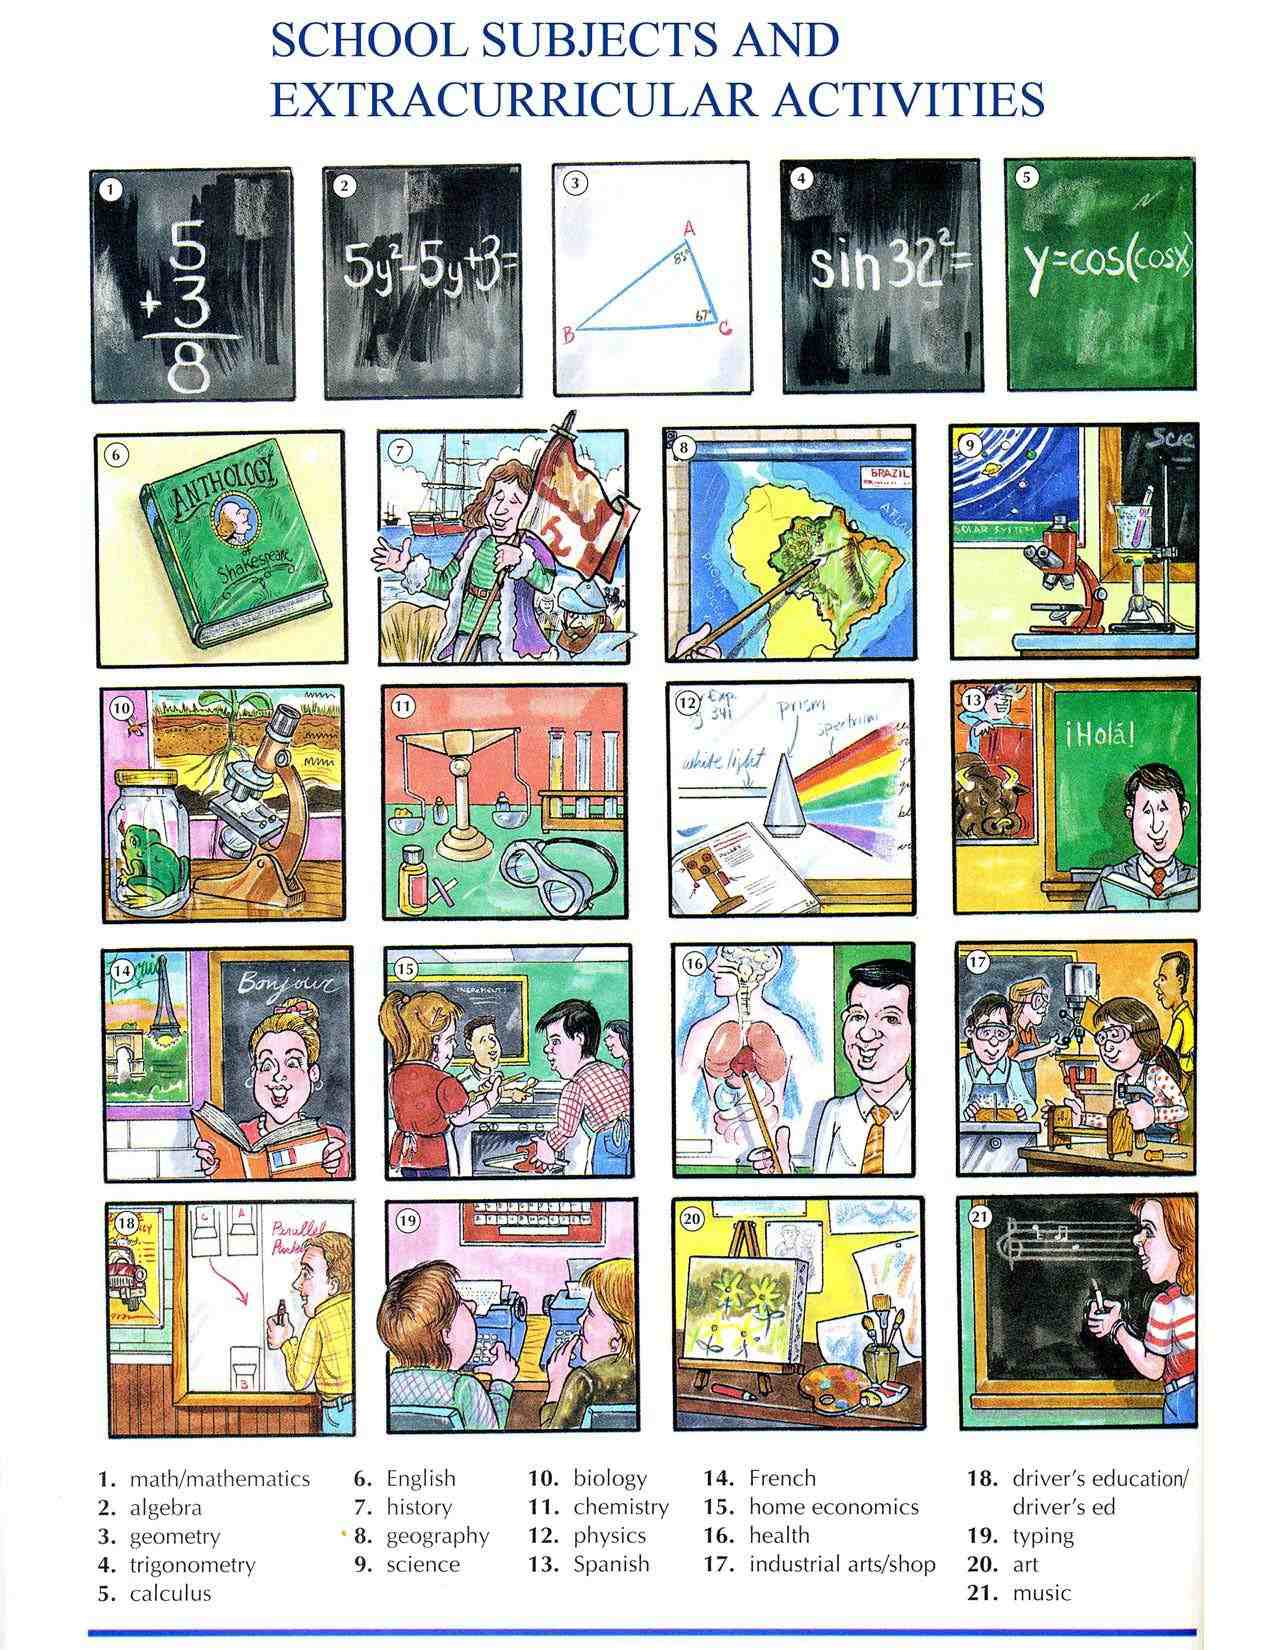 SCHOOL SUBJECTS AND
EXTRACURRICULAR ACTIVITIES
1
5
+ 3
8
2
5y²-5y+3=
3
A
B
67°
C
4
sin 32²=
5
y=cos(cosx)
6
ANTHOLOGY
of
Shakespeare
7
8
BRAZIL
9
Scie
SOLAR SYSTEM
10
11
12
Exp.
341
prism
spectrum
white light
13
¡Hola!
14
Paris
Bonjour
15
16
17
18
C
A
Parallel
B
19
20
21
1. math/mathematics
2. algebra
3. geometry
4. trigonometry
5. calculus
6. English
7. history
8. geography
9. science
10. biology
11. chemistry
12. physics
13. Spanish
14. French
15. home economics
16. health
17. industrial arts/shop
18. driver's education/
driver's ed
19. typing
20. art
21. music